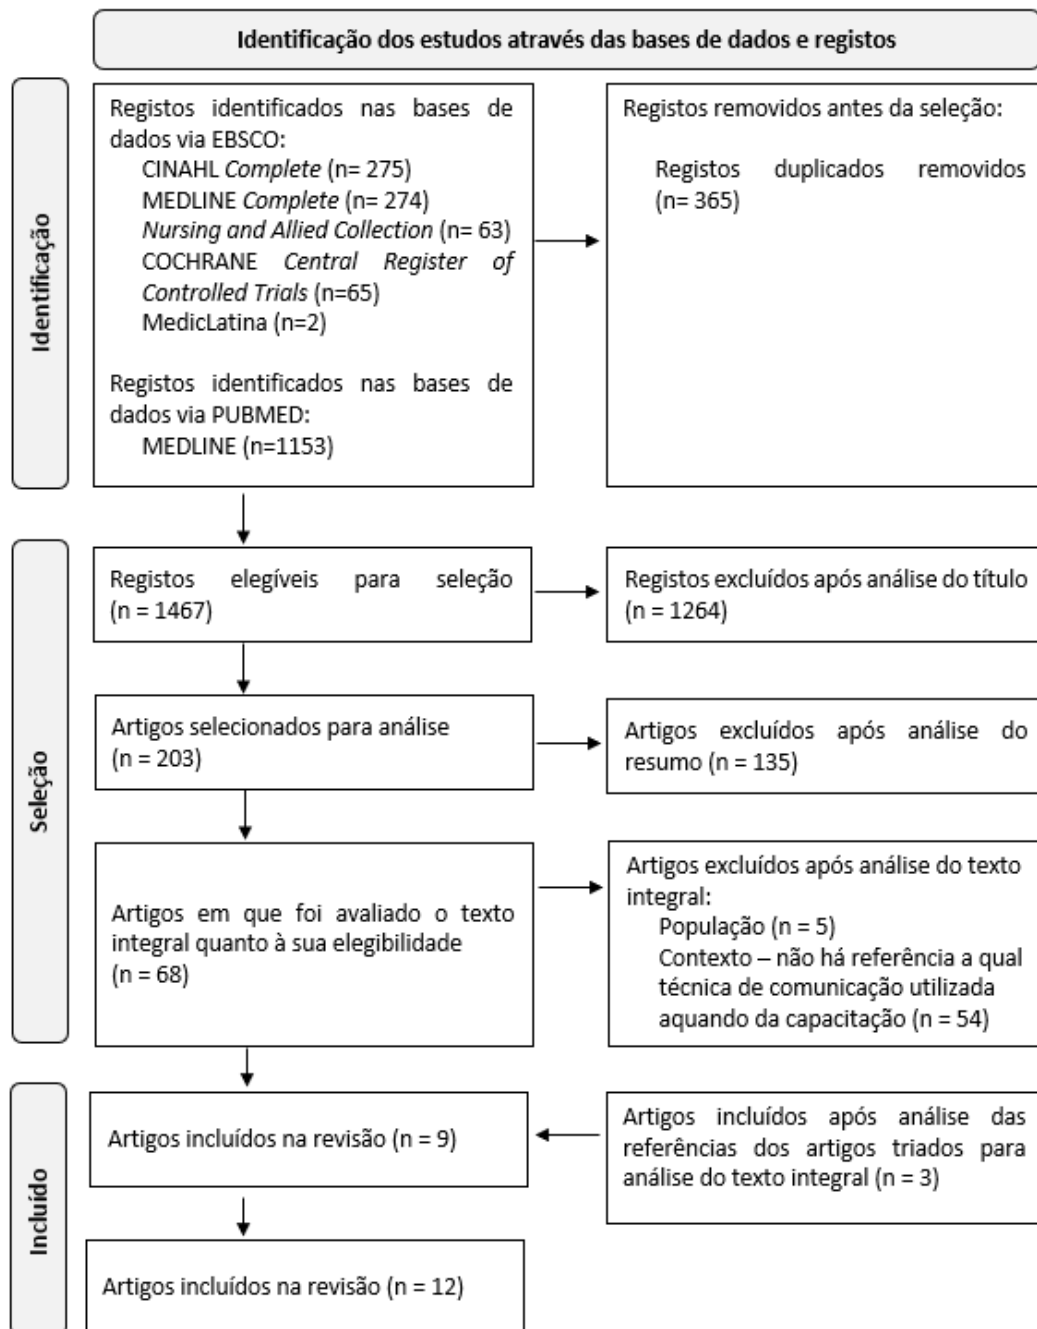 Identificação dos estudos através das bases de dados e registos
Identificação
Registos identificados nas bases de
dados via EBSCO:
CINAHL Complete (n= 275)
MEDLINE Complete (n= 274)
Nursing and Allied Collection (n= 63)
COCHRANE Central Register of
Controlled Trials (n=65)
MedicLatina (n=2)
Registos identificados nas bases de
dados via PUBMED:
MEDLINE (n=1153)
Registos removidos antes da seleção:
Registos duplicados removidos
(n= 365)
Seleção
Registos elegíveis para seleção
(n = 1467)
Registos excluídos após análise do título
(n = 1264)
Artigos selecionados para análise
(n = 203)
Artigos excluídos após análise do
resumo (n = 135)
Artigos em que foi avaliado o texto
integral quanto à sua elegibilidade
(n = 68)
Artigos excluídos após análise do texto
integral:
População (n = 5)
Contexto – não há referência a qual
técnica de comunicação utilizada
aquando da capacitação (n = 54)
Incluído
Artigos incluídos na revisão (n = 9)
Artigos incluídos após análise das
referências dos artigos triados para
análise do texto integral (n = 3)
Artigos incluídos na revisão (n = 12)